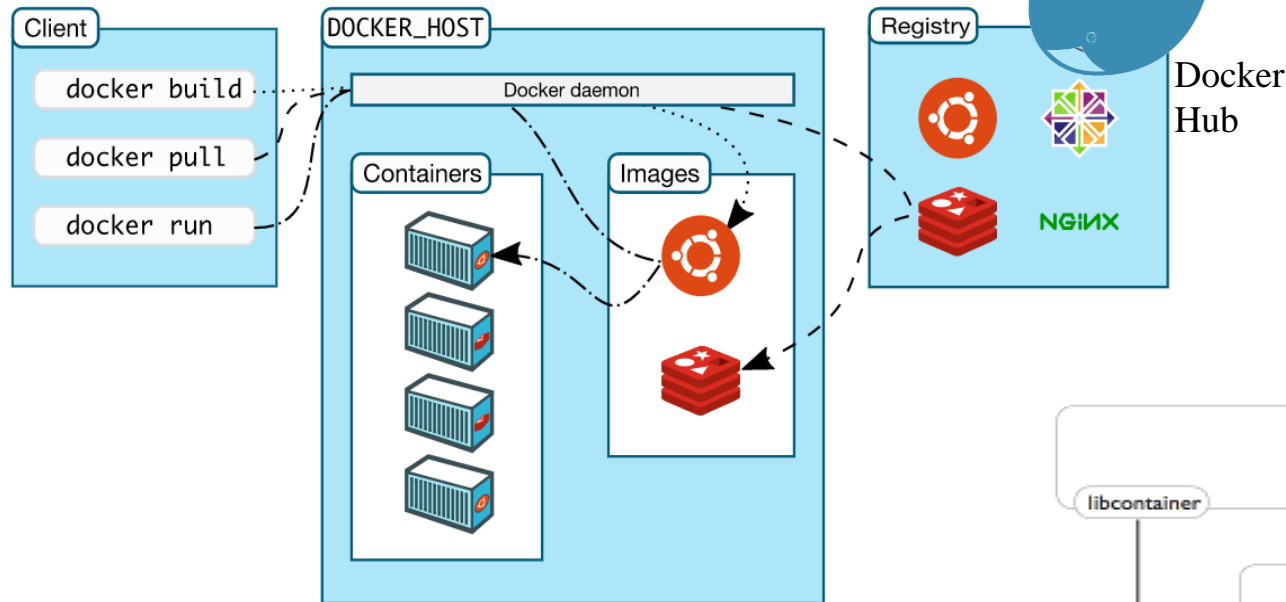 Client
docker build
docker pull
docker run
DOCKER_HOST
Docker daemon
Containers
Images
Registry
NGiNX
Docker
Hub
libcontainer